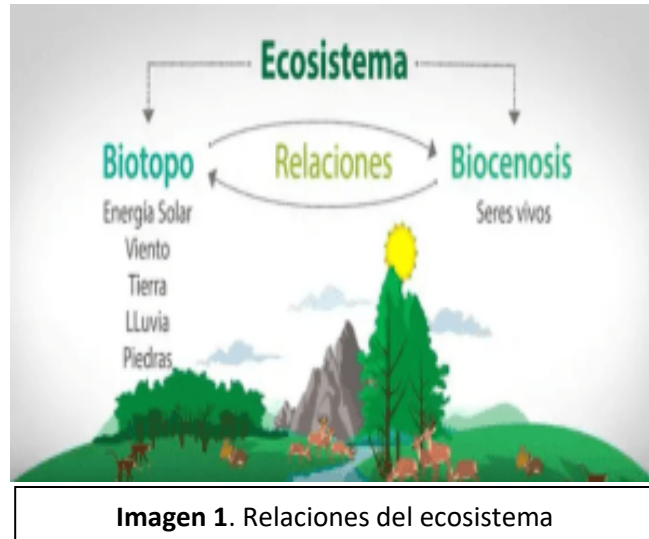 Ecosistema
Biotopo Relaciones Biocenosis
Energía Solar Seres vivos
Viento
Tierra
LLuvia
Piedras
Imagen 1. Relaciones del ecosistema